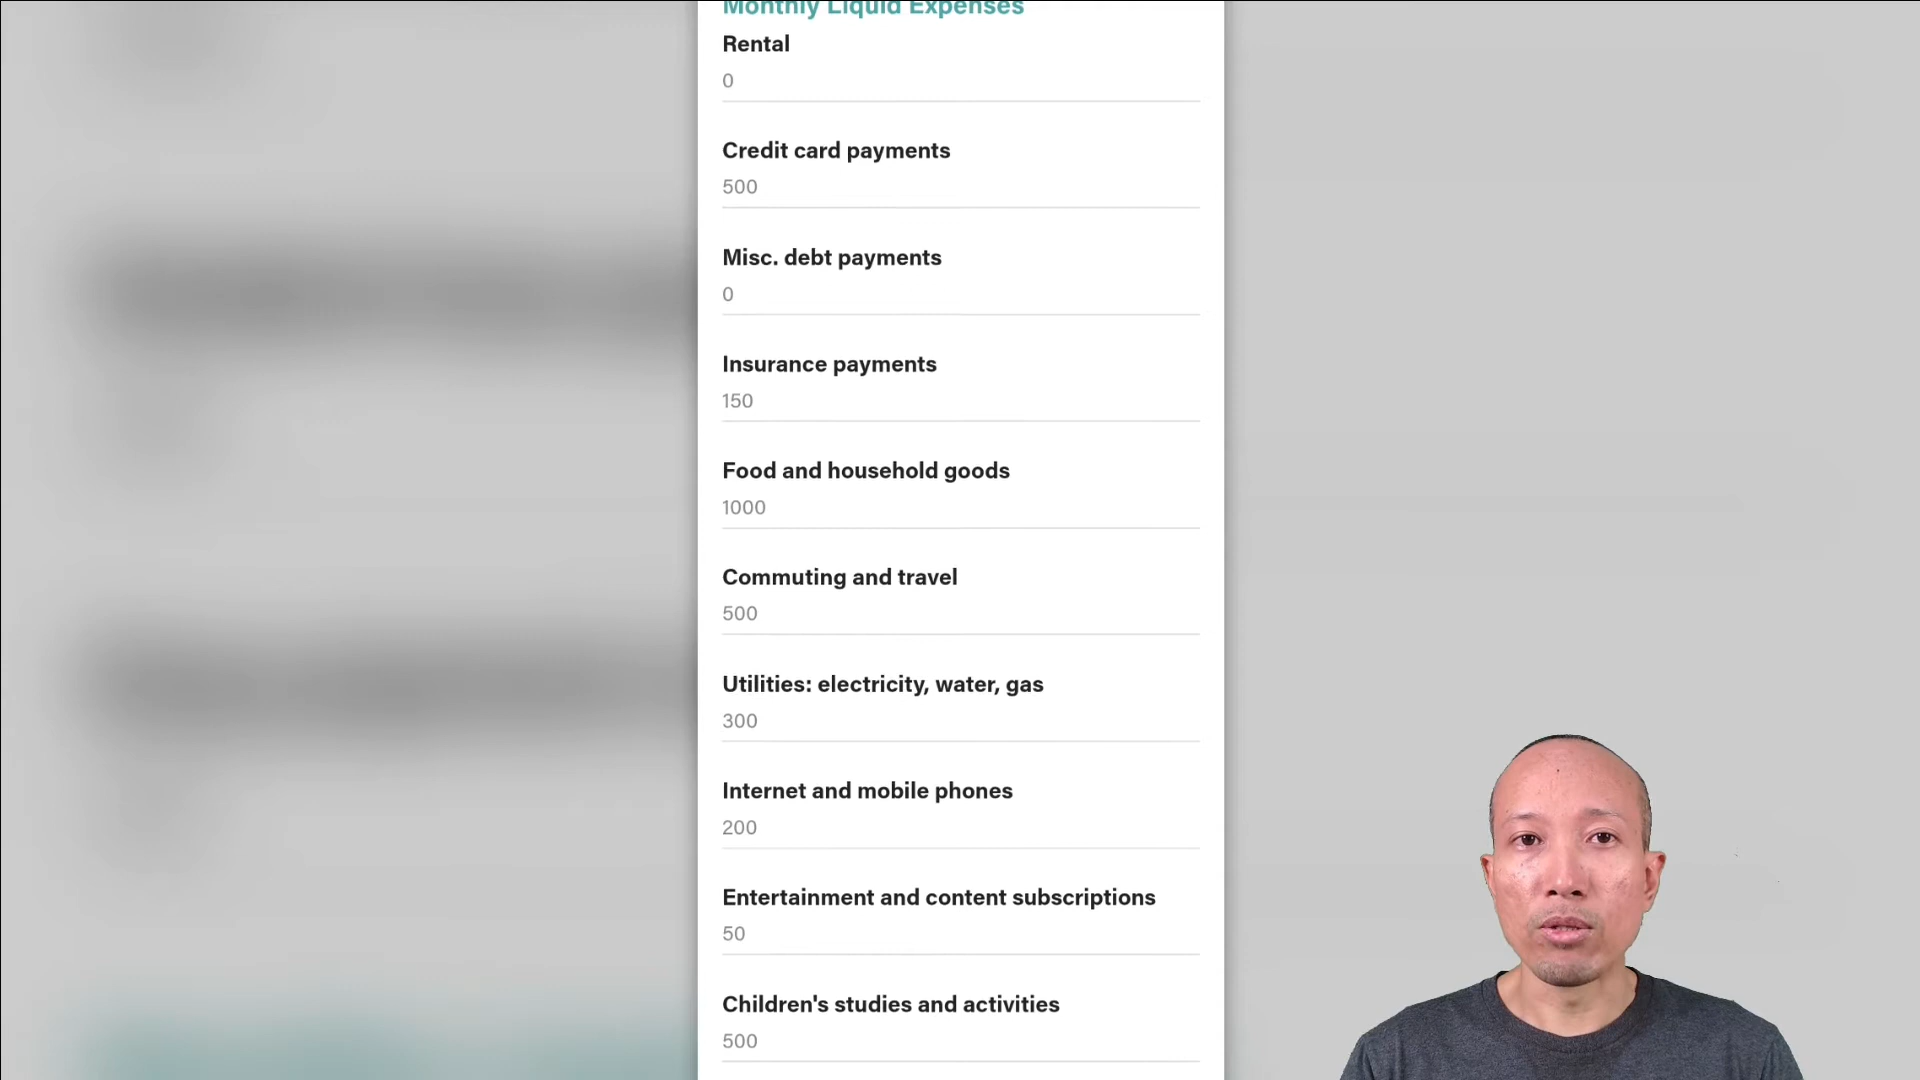 Monthly Liquid Expenses
Rental
0
Credit card payments
500
Misc. debt payments
0
Insurance payments
150
Food and household goods
1000
Commuting and travel
500
Utilities: electricity, water, gas
300
Internet and mobile phones
200
Entertainment and content subscriptions
50
Children's studies and activities
500